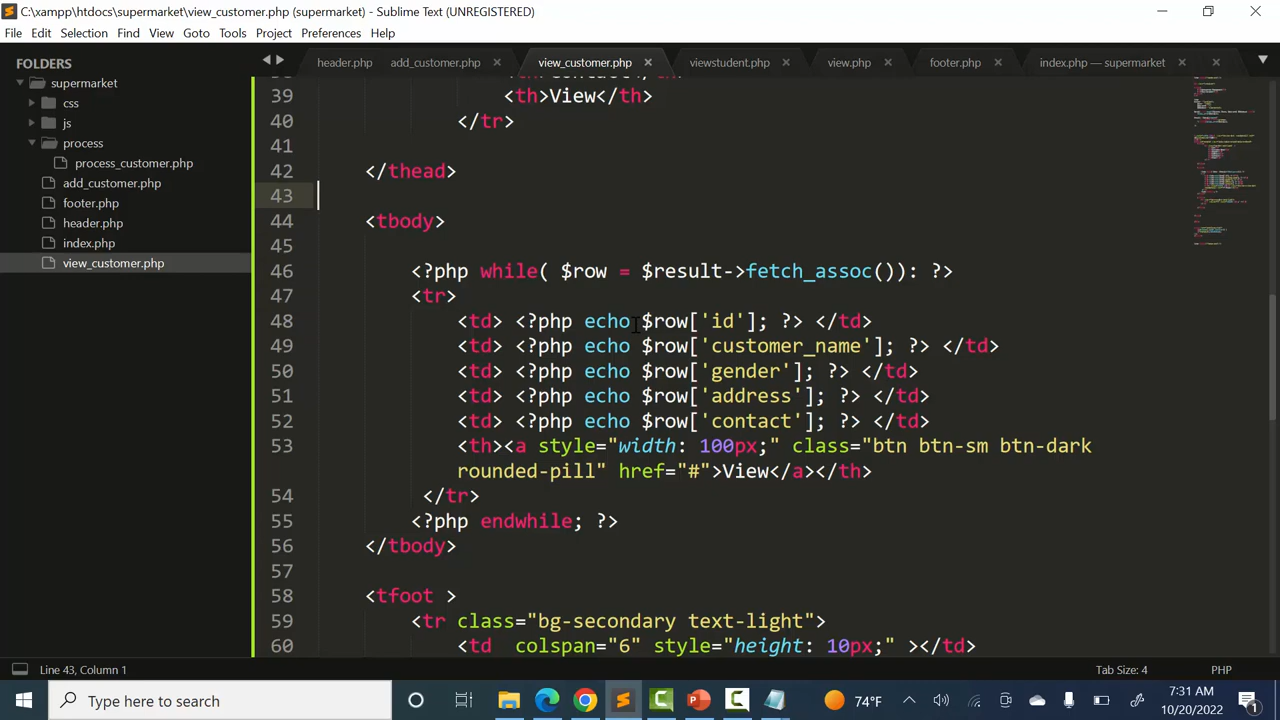 C:\xampp\htdocs\supermarket\view_customer.php (supermarket) - Sublime Text (UNREGISTERED)
File Edit Selection Find View Goto Tools Project Preferences Help
FOLDERS
supermarket
css
js
process
process_customer.php
add_customer.php
footer.php
header.php
index.php
view_customer.php
header.php add_customer.php view_customer.php viewstudent.php view.php footer.php index.php — supermarket
39 <th>View</th>
40 </tr>
41
42 </thead>
43
44 <tbody>
45
46 <?php while( $row = $result->fetch_assoc()): ?>
47 <tr>
48 <td> <?php echo $row['id']; ?> </td>
49 <td> <?php echo $row['customer_name']; ?> </td>
50 <td> <?php echo $row['gender']; ?> </td>
51 <td> <?php echo $row['address']; ?> </td>
52 <td> <?php echo $row['contact']; ?> </td>
53 <th><a style="width: 100px;" class="btn btn-sm btn-dark
rounded-pill" href="#">View</a></th>
54 </tr>
55 <?php endwhile; ?>
56 </tbody>
57
58 <tfoot >
59 <tr class="bg-secondary text-light">
60 <td colspan="6" style="height: 10px;" ></td>
Line 43, Column 1 Tab Size: 4 PHP
Type here to search
74°F
7:31 AM
10/20/2022